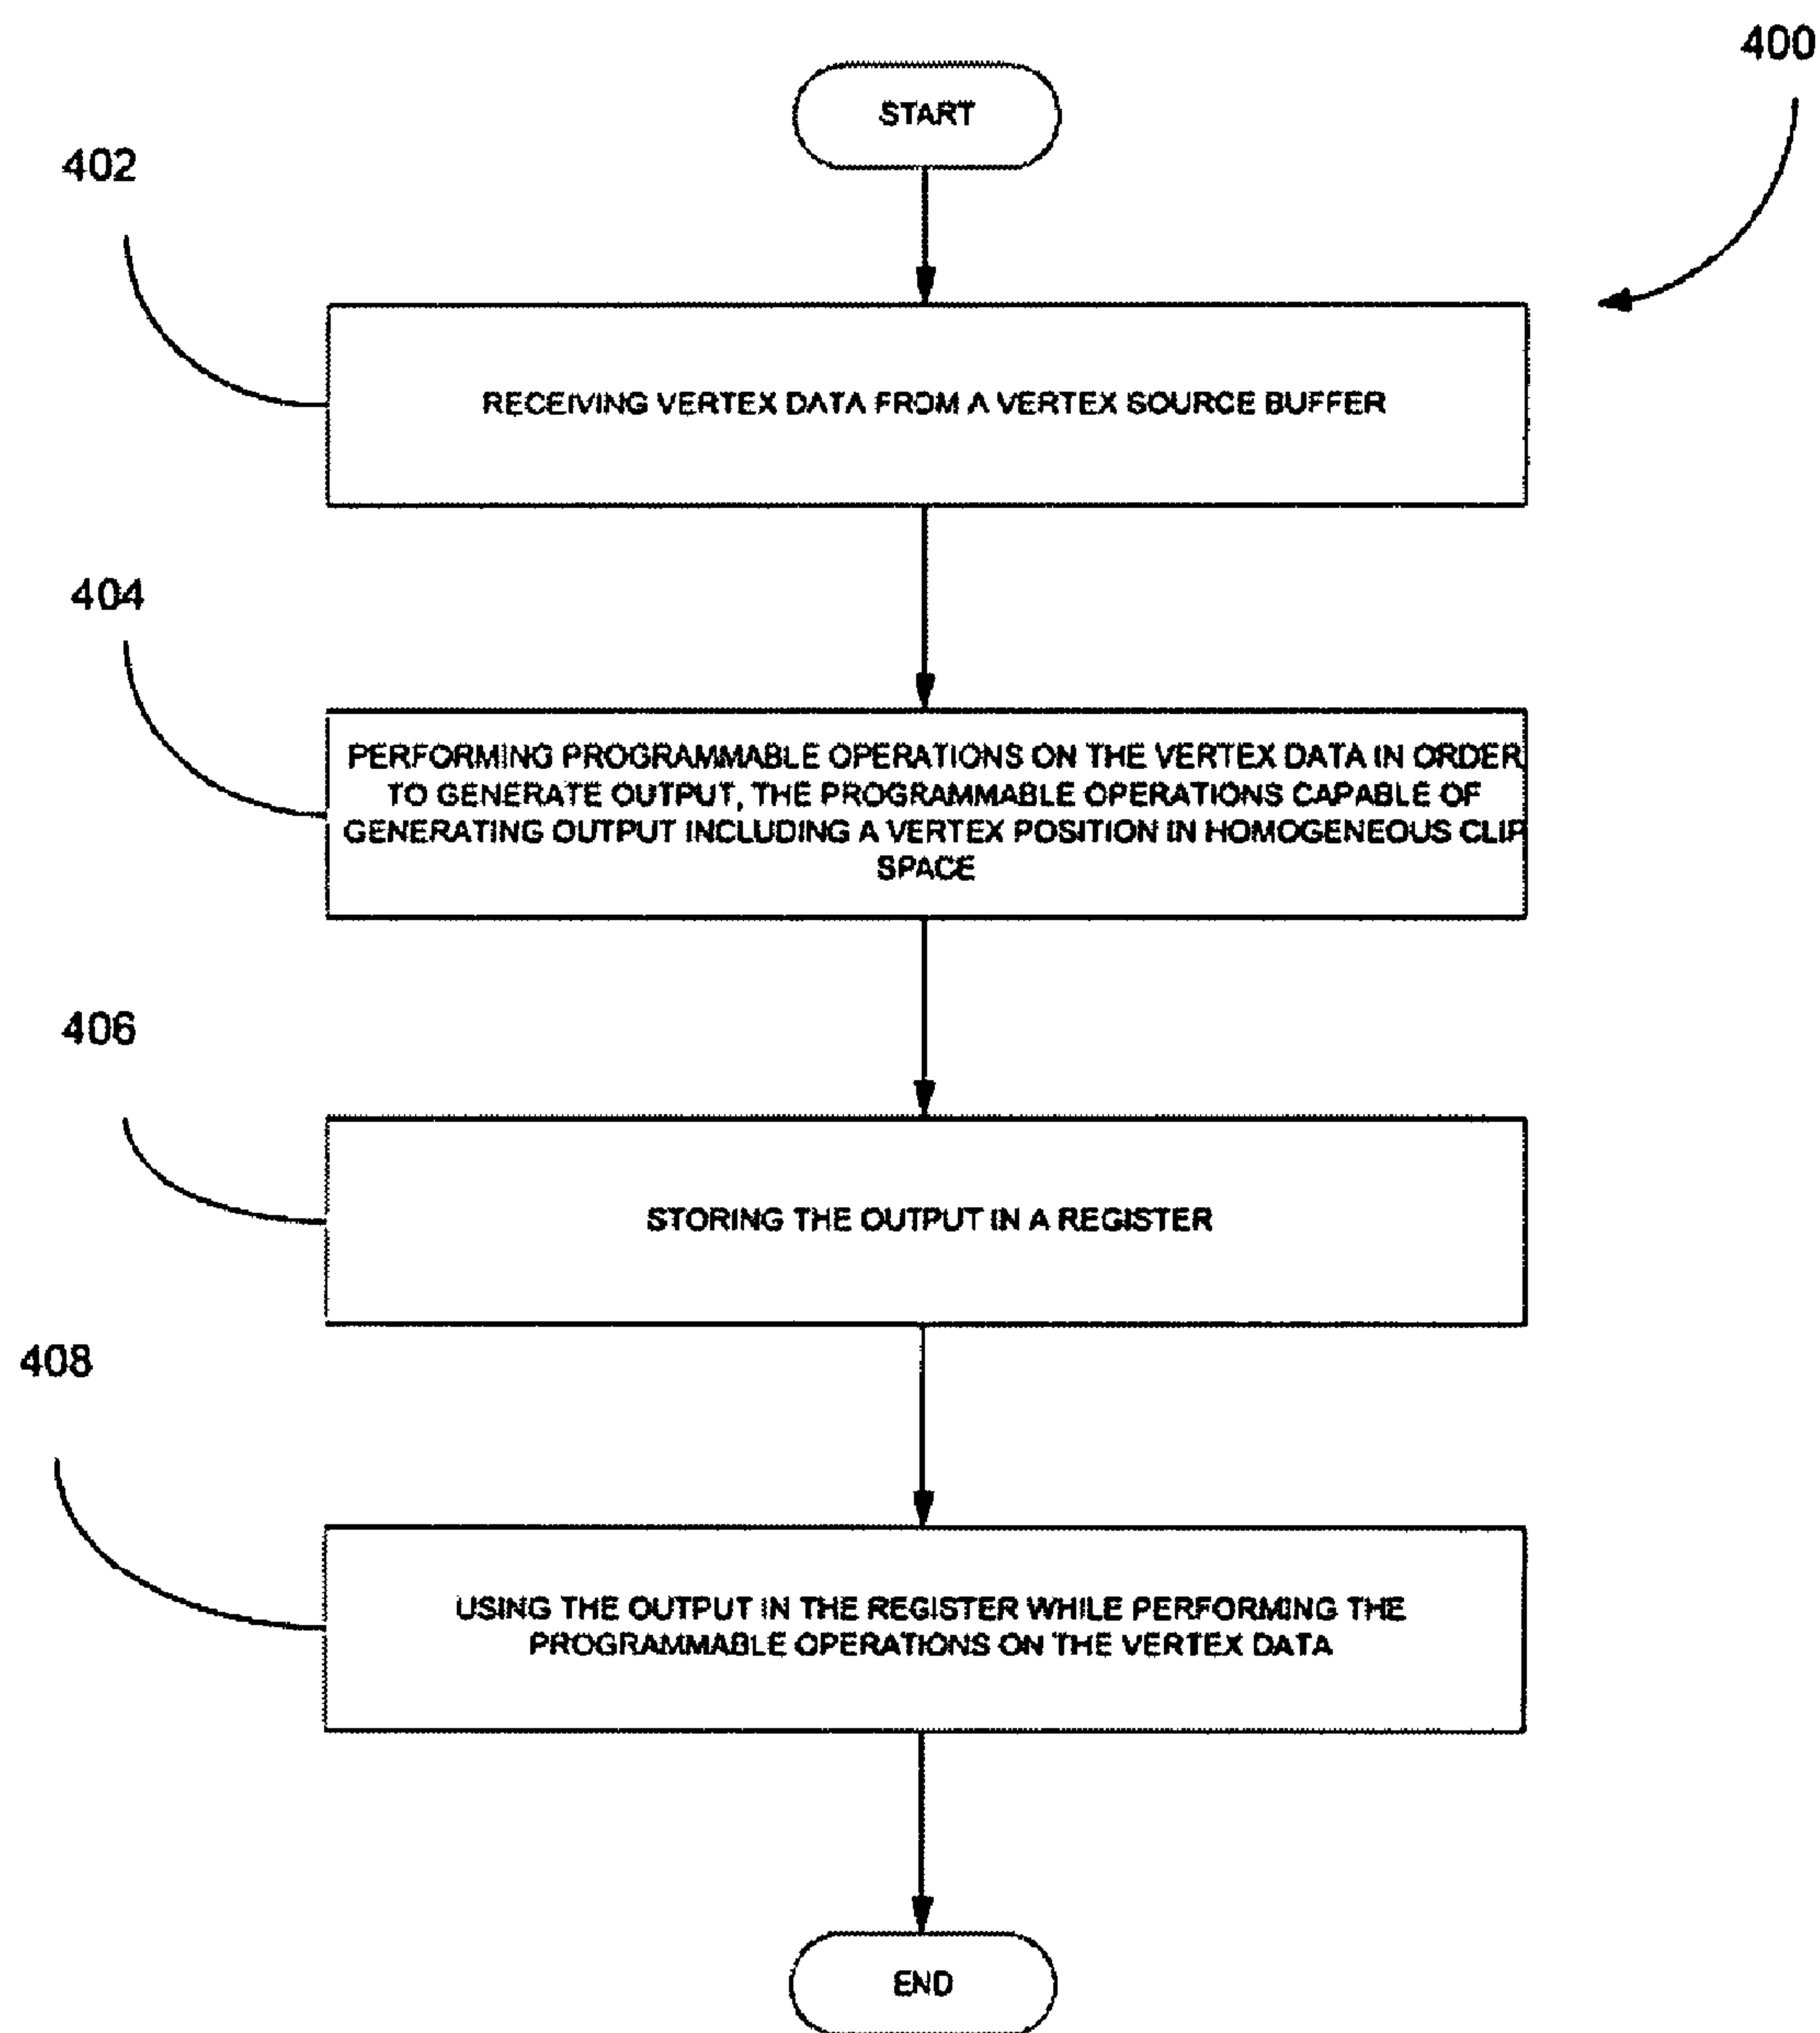 400
START
402
RECEIVING VERTEX DATA FROM A VERTEX SOURCE BUFFER
404
PERFORMING PROGRAMMABLE OPERATIONS ON THE VERTEX DATA IN ORDER
TO GENERATE OUTPUT, THE PROGRAMMABLE OPERATIONS CAPABLE OF
GENERATING OUTPUT INCLUDING A VERTEX POSITION IN HOMOGENEOUS CLIP
SPACE
406
STORING THE OUTPUT IN A REGISTER
408
USING THE OUTPUT IN THE REGISTER WHILE PERFORMING THE
PROGRAMMABLE OPERATIONS ON THE VERTEX DATA
END